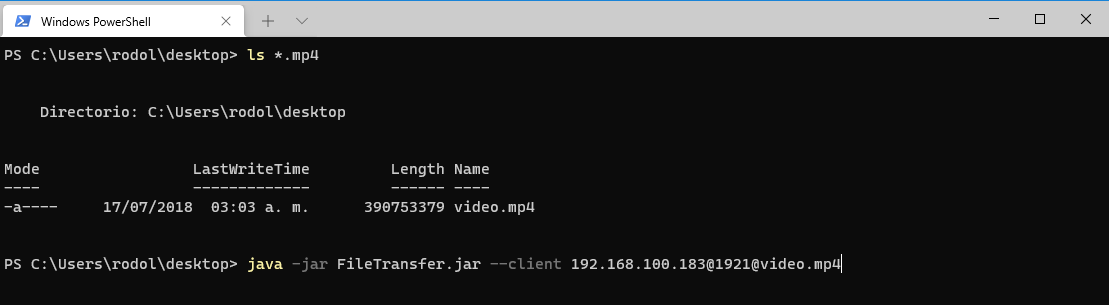 Windows PowerShell
PS C:\Users\rodol\desktop> ls *.mp4
Directorio: C:\Users\rodol\desktop
Mode LastWriteTime Length Name
---- ------------- ------ ----
-a---- 17/07/2018 03:03 a. m. 390753379 video.mp4
PS C:\Users\rodol\desktop> java -jar FileTransfer.jar --client 192.168.100.183@1921@video.mp4